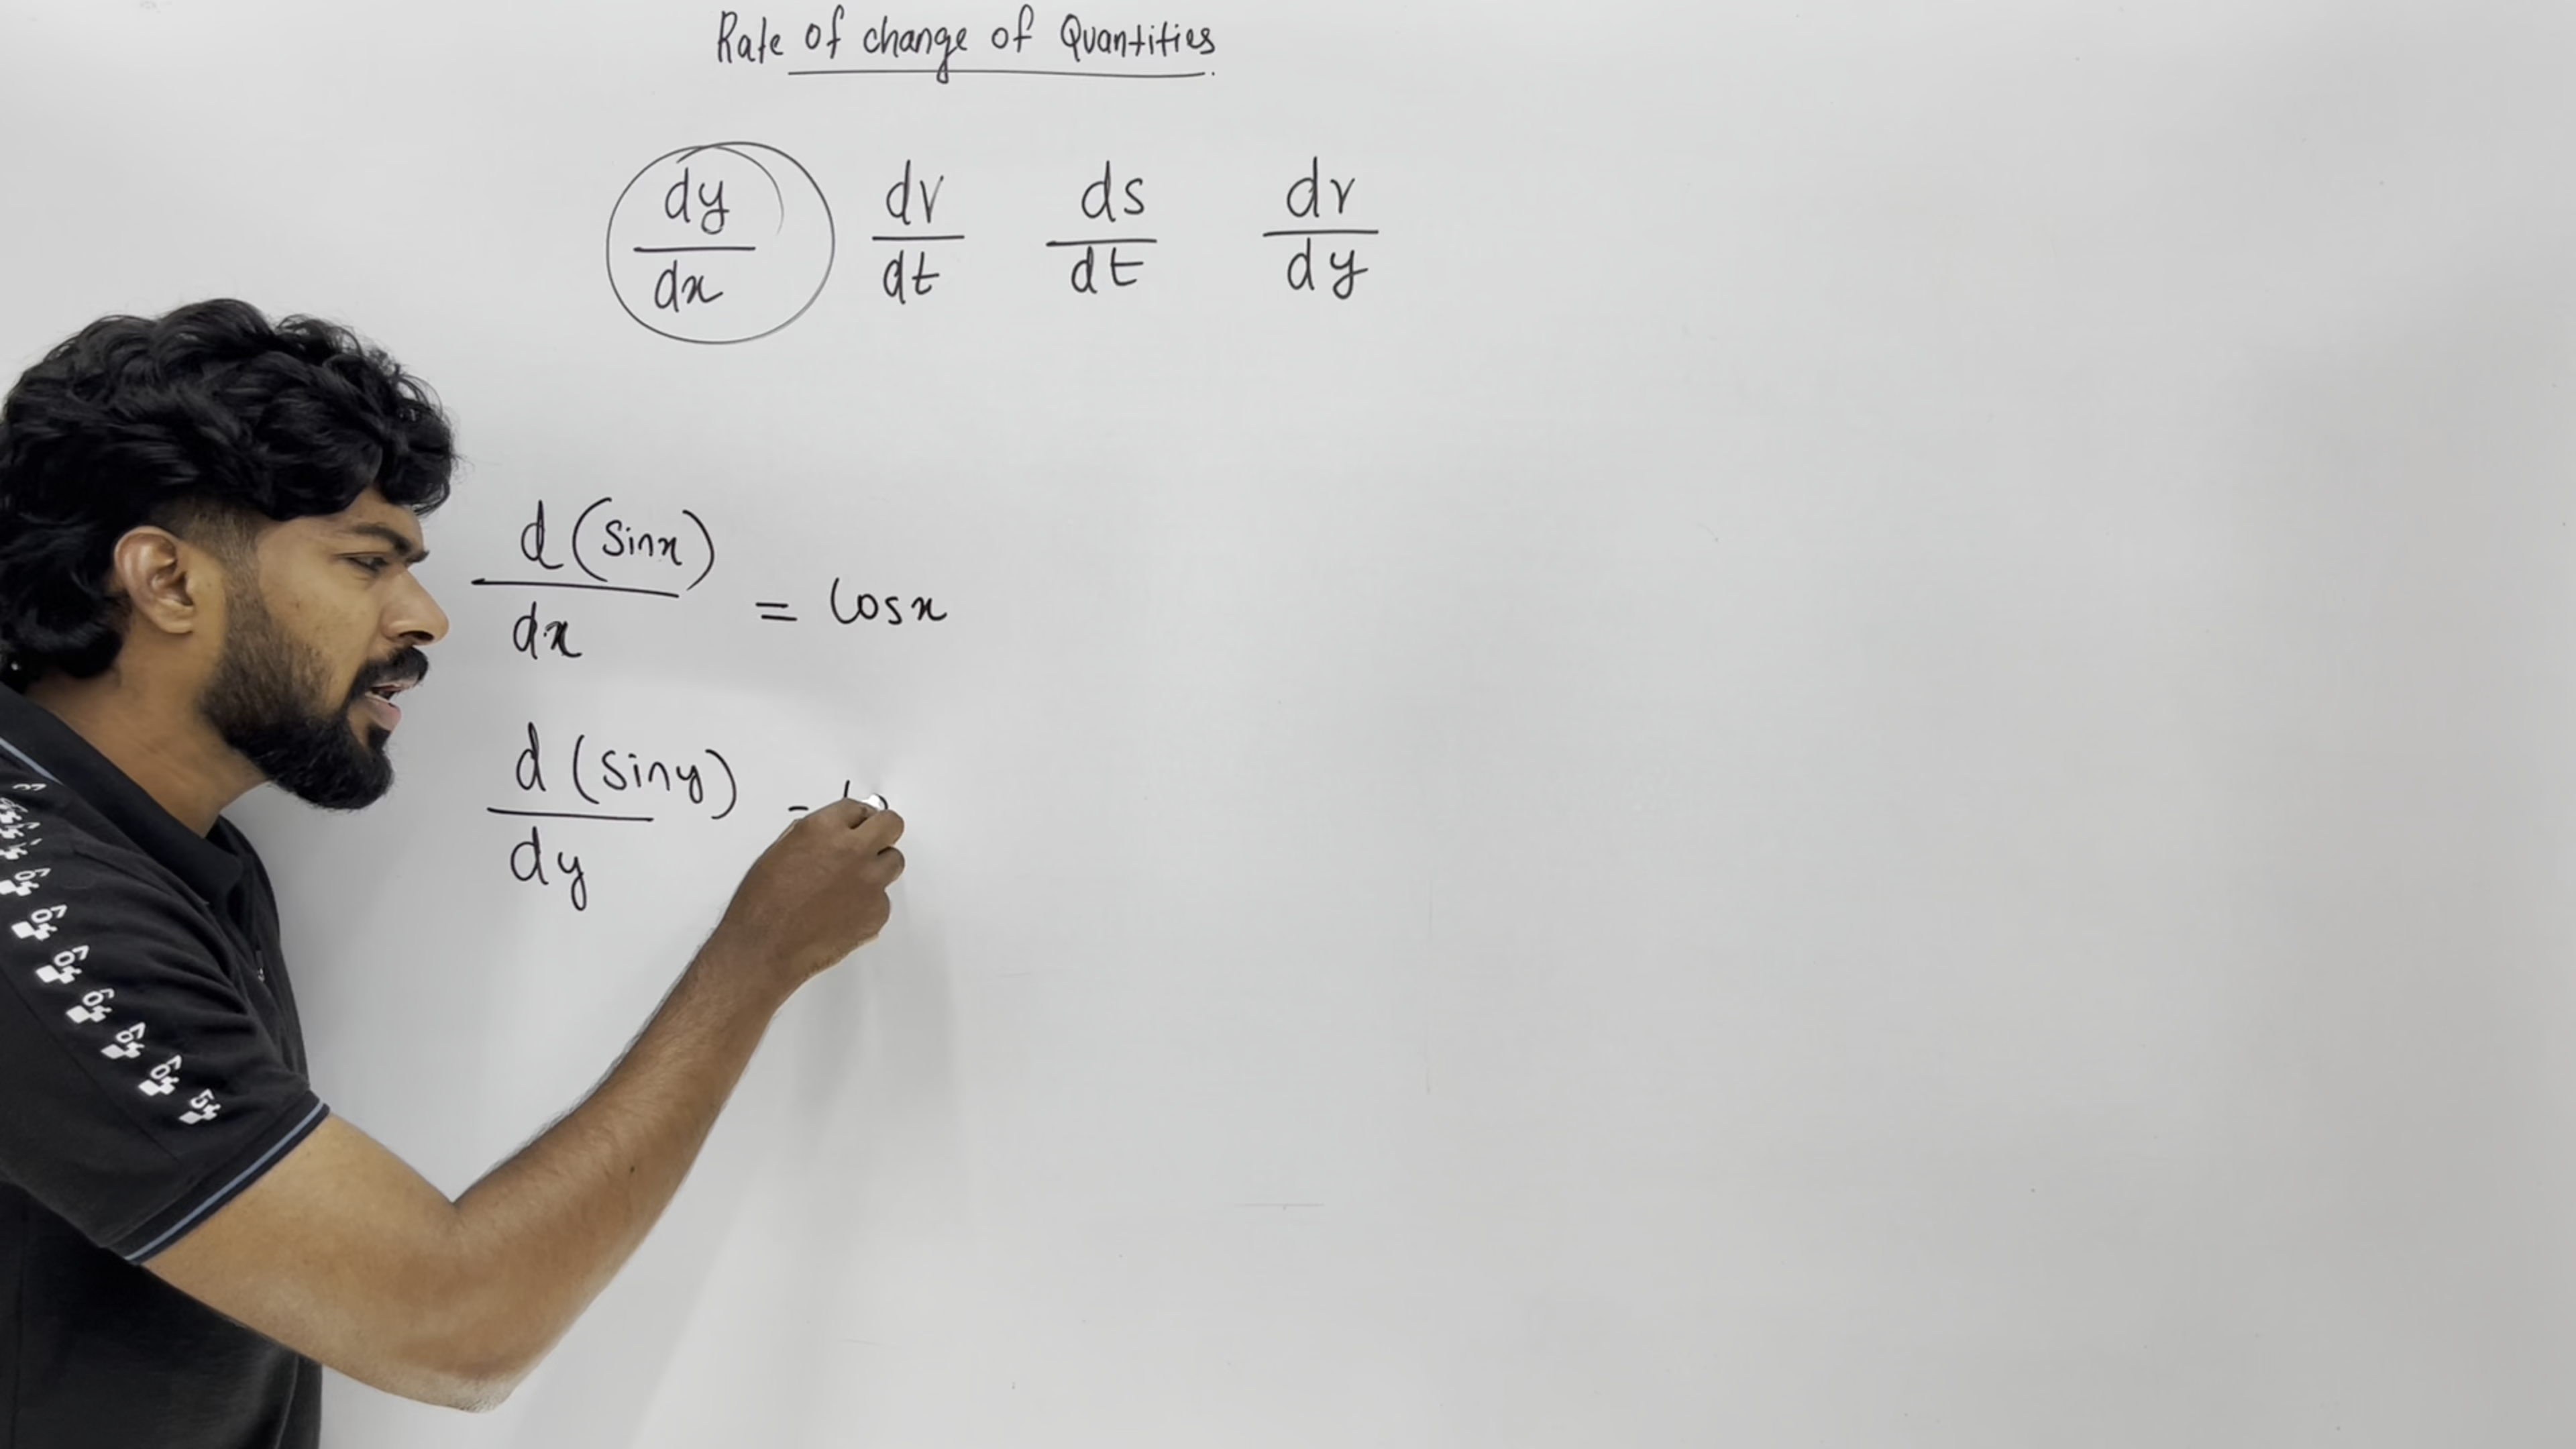 Rate of change of Quantities.
dy/dx dv/dt ds/dt dr/dy
d(sinx)/dx = cosx
d(siny)/dy =